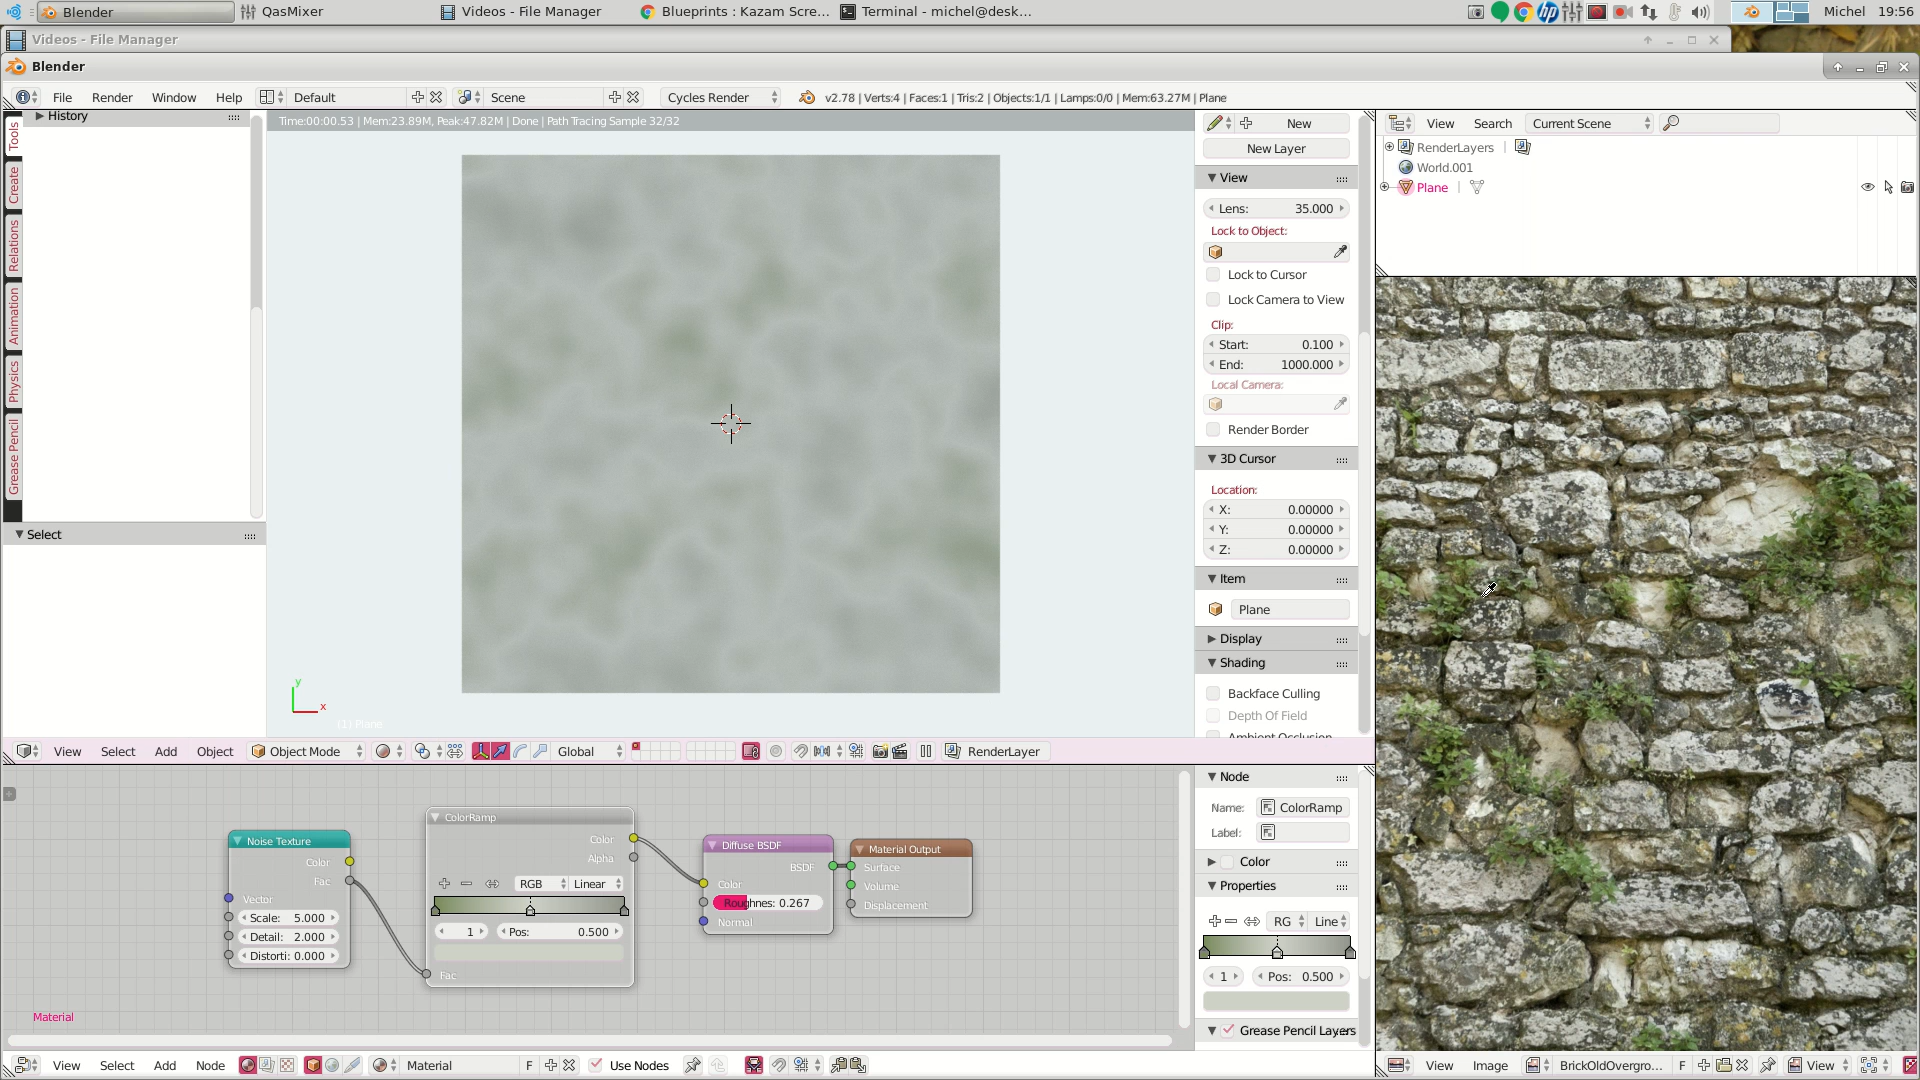 Blender
QasMixer
Videos - File Manager
Blueprints : Kazam Scre...
Terminal - michel@desk...
Michel 19:56
Videos - File Manager
Blender
File Render Window Help Default Scene Cycles Render v2.78 | Verts:4 | Faces:1 | Tris:2 | Objects:1/1 | Lamps:0/0 | Mem:63.27M | Plane
Tools
Create
Relations
Animation
Physics
Grease Pencil
History
Select
Time:00:00.53 | Mem:23.89M, Peak:47.82M | Done | Path Tracing Sample 32/32
y
x
(1) Plane
New
New Layer
View
Lens: 35.000
Lock to Object:
Lock to Cursor
Lock Camera to View
Clip:
Start: 0.100
End: 1000.000
Local Camera:
Render Border
3D Cursor
Location:
X: 0.00000
Y: 0.00000
Z: 0.00000
Item
Plane
Display
Shading
Backface Culling
Depth Of Field
Ambient Occlusion
View Search Current Scene
RenderLayers
World.001
Plane
View Select Add Object Object Mode Global RenderLayer
Noise Texture
Color
Fac
Vector
Scale: 5.000
Detail: 2.000
Distorti: 0.000
ColorRamp
Color
Alpha
RGB Linear
1 Pos: 0.500
Fac
Diffuse BSDF
BSDF
Color
Roughnes: 0.267
Normal
Material Output
Surface
Volume
Displacement
Material
Node
Name: ColorRamp
Label:
Color
Properties
RG Line
1 Pos: 0.500
Grease Pencil Layers
View Select Add Node Material F Use Nodes
View Image BrickOldOvergro... F View